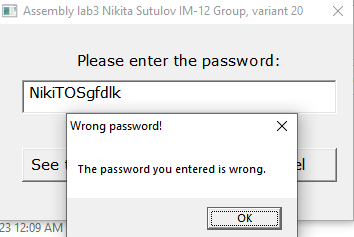 Assembly lab3 Nikita Sutulov IM-12 Group, variant 20
Please enter the password:
NikiTOSgfdlk
Wrong password!
See
The password you entered is wrong.
OK
23 12:09 AM